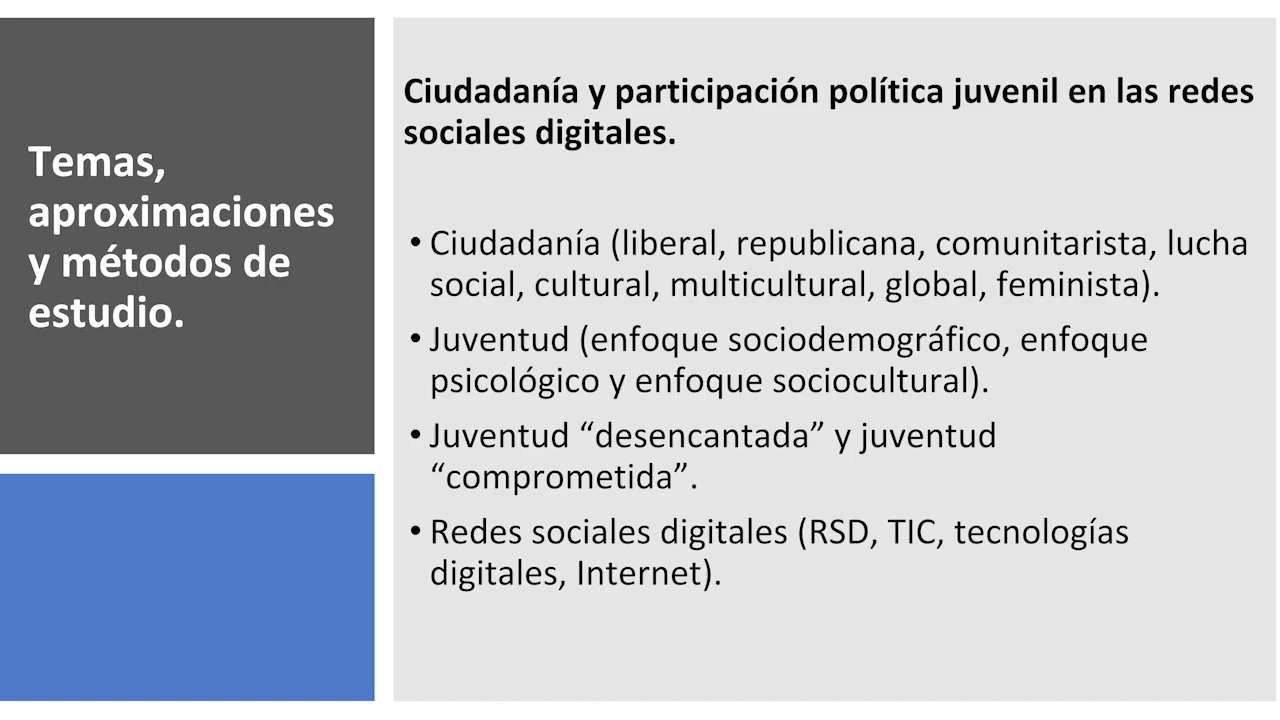 Temas,
aproximaciones
y métodos de
estudio.
Ciudadanía y participación política juvenil en las redes
sociales digitales.
• Ciudadanía (liberal, republicana, comunitarista, lucha
social, cultural, multicultural, global, feminista).
• Juventud (enfoque sociodemográfico, enfoque
psicológico y enfoque sociocultural).
• Juventud “desencantada” y juventud
“comprometida”.
• Redes sociales digitales (RSD, TIC, tecnologías
digitales, Internet).